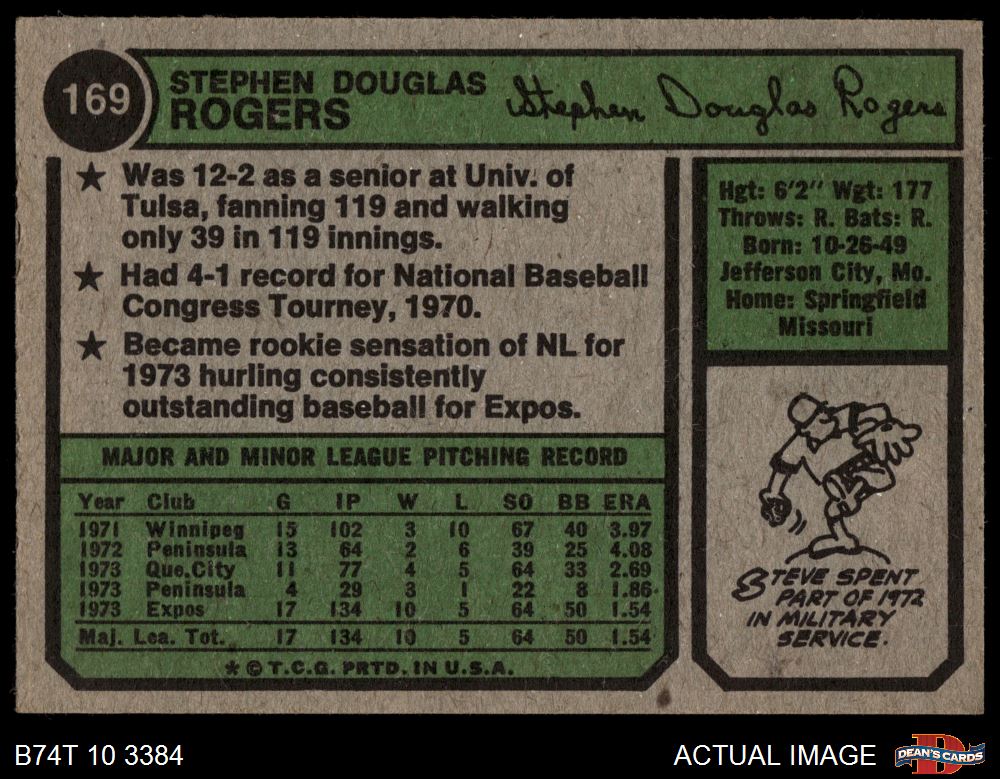 169
STEPHEN DOUGLAS
ROGERS
Stephen Douglas Rogers
★ Was 12-2 as a senior at Univ. of
Tulsa, fanning 119 and walking
only 39 in 119 innings.
★ Had 4-1 record for National Baseball
Congress Tourney, 1970.
★ Became rookie sensation of NL for
1973 hurling consistently
outstanding baseball for Expos.
Hgt: 6'2" Wgt: 177
Throws: R. Bats: R.
Born: 10-26-49
Jefferson City, Mo.
Home: Springfield
Missouri
MAJOR AND MINOR LEAGUE PITCHING RECORD
Year Club G IP W L SO BB ERA
1971 Winnipeg 15 102 3 10 67 40 3.97
1972 Peninsula 13 64 2 6 39 25 4.08
1973 Que.City 11 77 4 5 64 33 2.69
1973 Peninsula 4 29 3 1 22 8 1.86
1973 Expos 17 134 10 5 64 50 1.54
Maj. Lea. Tot. 17 134 10 5 64 50 1.54
* © T.C.G. PRTD. IN U.S.A.
STEVE SPENT
PART OF 1972
IN MILITARY
SERVICE.
B74T 10 3384
ACTUAL IMAGE
D
DEAN'S CARDS